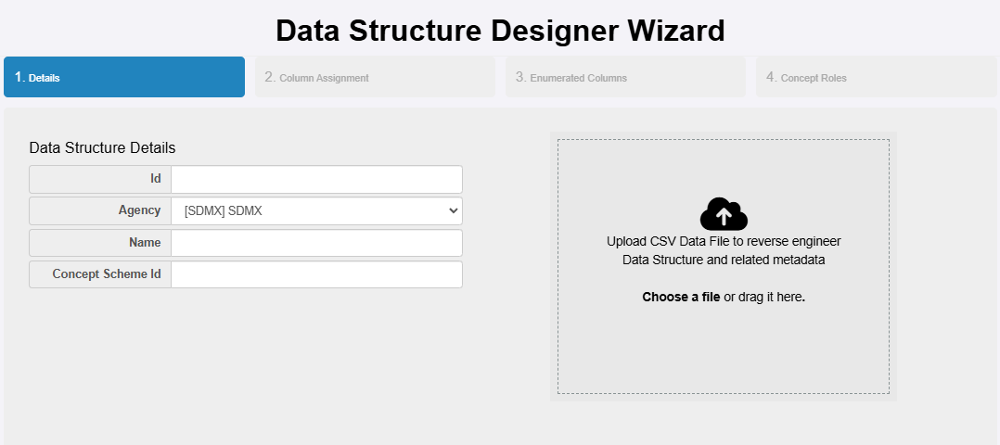 Data Structure Designer Wizard
1. Details
2. Column Assignment
3. Enumerated Columns
4. Concept Roles
Data Structure Details
Id
Agency
[SDMX] SDMX
Name
Concept Scheme Id
Upload CSV Data File to reverse engineer
Data Structure and related metadata
Choose a file or drag it here.